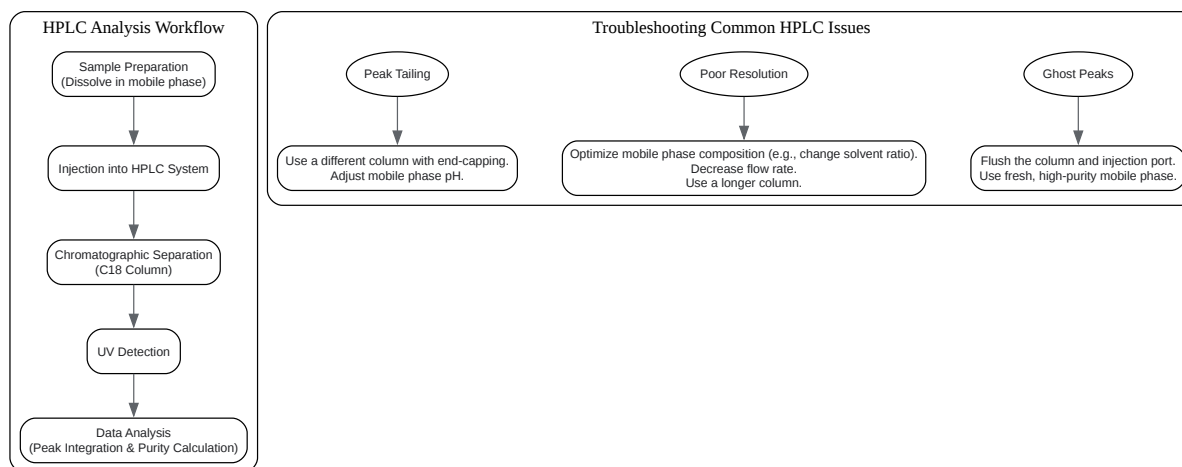 HPLC Analysis Workflow
Sample Preparation
(Dissolve in mobile phase)
Injection into HPLC System
Chromatographic Separation
(C18 Column)
UV Detection
Data Analysis
(Peak Integration & Purity Calculation)
Troubleshooting Common HPLC Issues
Peak Tailing
Use a different column with end-capping.
Adjust mobile phase pH.
Poor Resolution
Optimize mobile phase composition (e.g., change solvent ratio).
Decrease flow rate.
Use a longer column.
Ghost Peaks
Flush the column and injection port.
Use fresh, high-purity mobile phase.